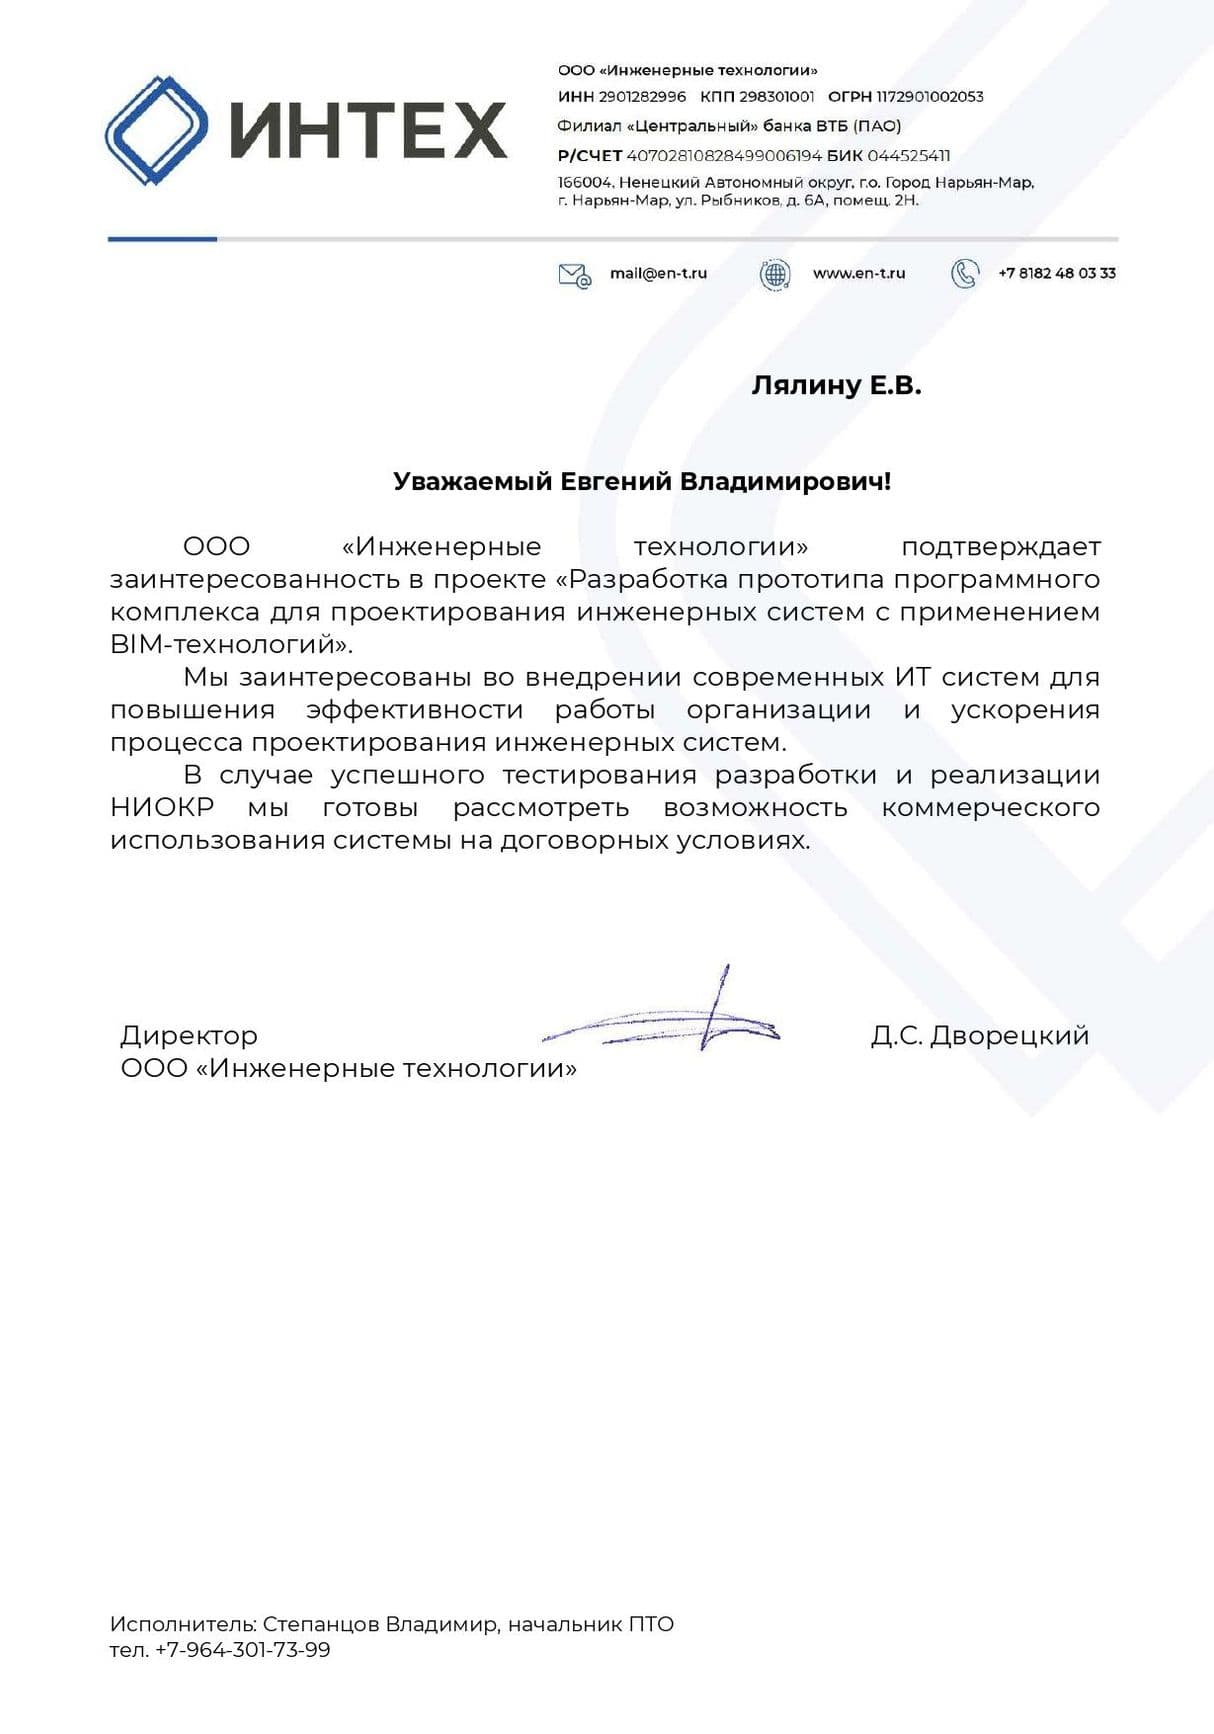 ИНТЕХ
ООО «Инженерные технологии»
ИНН 2901282996 КПП 298301001 ОГРН 1172901002053
Филиал «Центральный» банка ВТБ (ПАО)
Р/СЧЕТ 40702810828499006194 БИК 044525411
166004, Ненецкий Автономный округ, г.о. Город Нарьян-Мар,
г. Нарьян-Мар, ул. Рыбников, д. 6А, помещ. 2Н.
mail@en-t.ru www.en-t.ru +7 8182 48 03 33
Лялину Е.В.
Уважаемый Евгений Владимирович!
ООО «Инженерные технологии» подтверждает
заинтересованность в проекте «Разработка прототипа программного
комплекса для проектирования инженерных систем с применением
BIM-технологий».
Мы заинтересованы во внедрении современных ИТ систем для
повышения эффективности работы организации и ускорения
процесса проектирования инженерных систем.
В случае успешного тестирования разработки и реализации
НИОКР мы готовы рассмотреть возможность коммерческого
использования системы на договорных условиях.
Директор Д.С. Дворецкий
ООО «Инженерные технологии»
Исполнитель: Степанцов Владимир, начальник ПТО
тел. +7-964-301-73-99